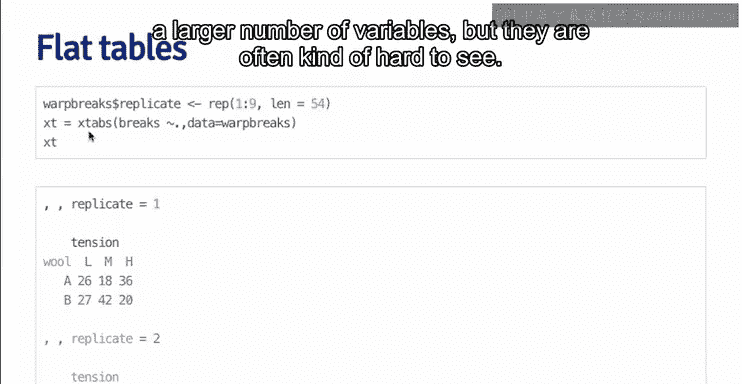 a larger number of variables, but they are
often kind of hard to see.
Flat tables
warpbreaks$replicate <- rep(1:9, len = 54)
xt = xtabs(breaks ~.,data=warpbreaks)
xt
, , replicate = 1
tension
wool L M H
A 26 18 36
B 27 42 20
, , replicate = 2
tension